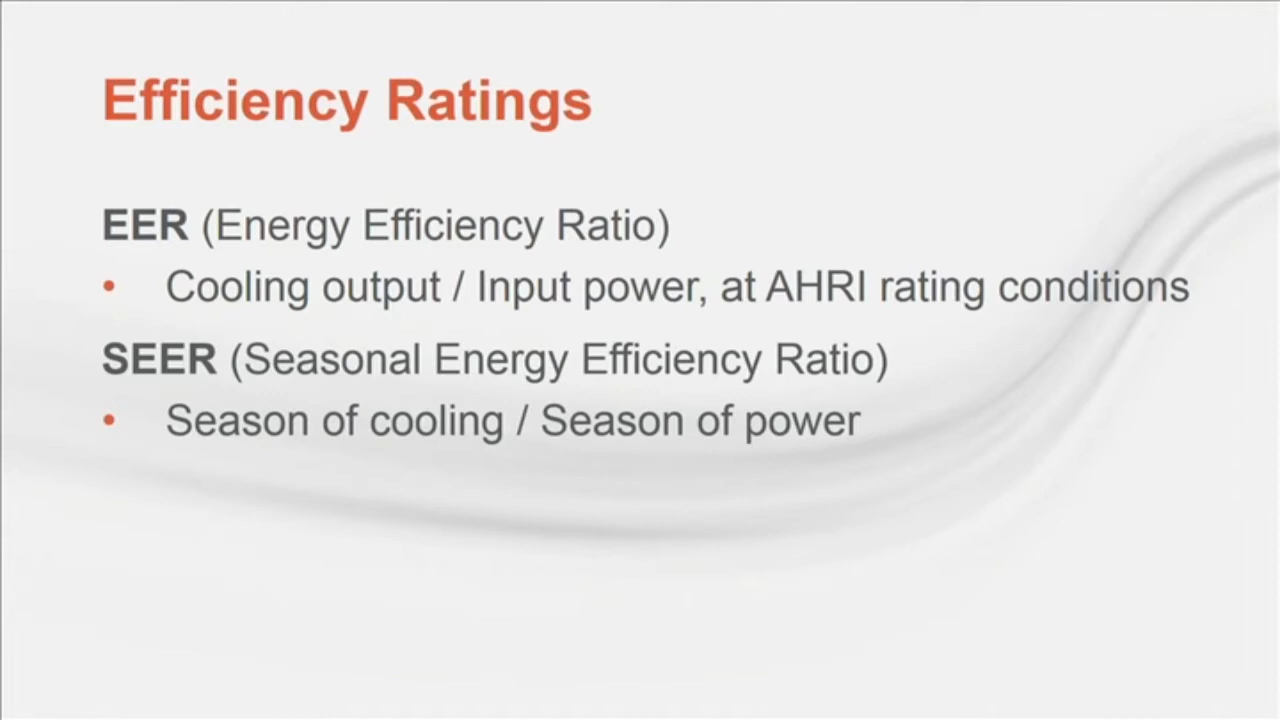 Efficiency Ratings
EER (Energy Efficiency Ratio)
• Cooling output / Input power, at AHRI rating conditions
SEER (Seasonal Energy Efficiency Ratio)
• Season of cooling / Season of power